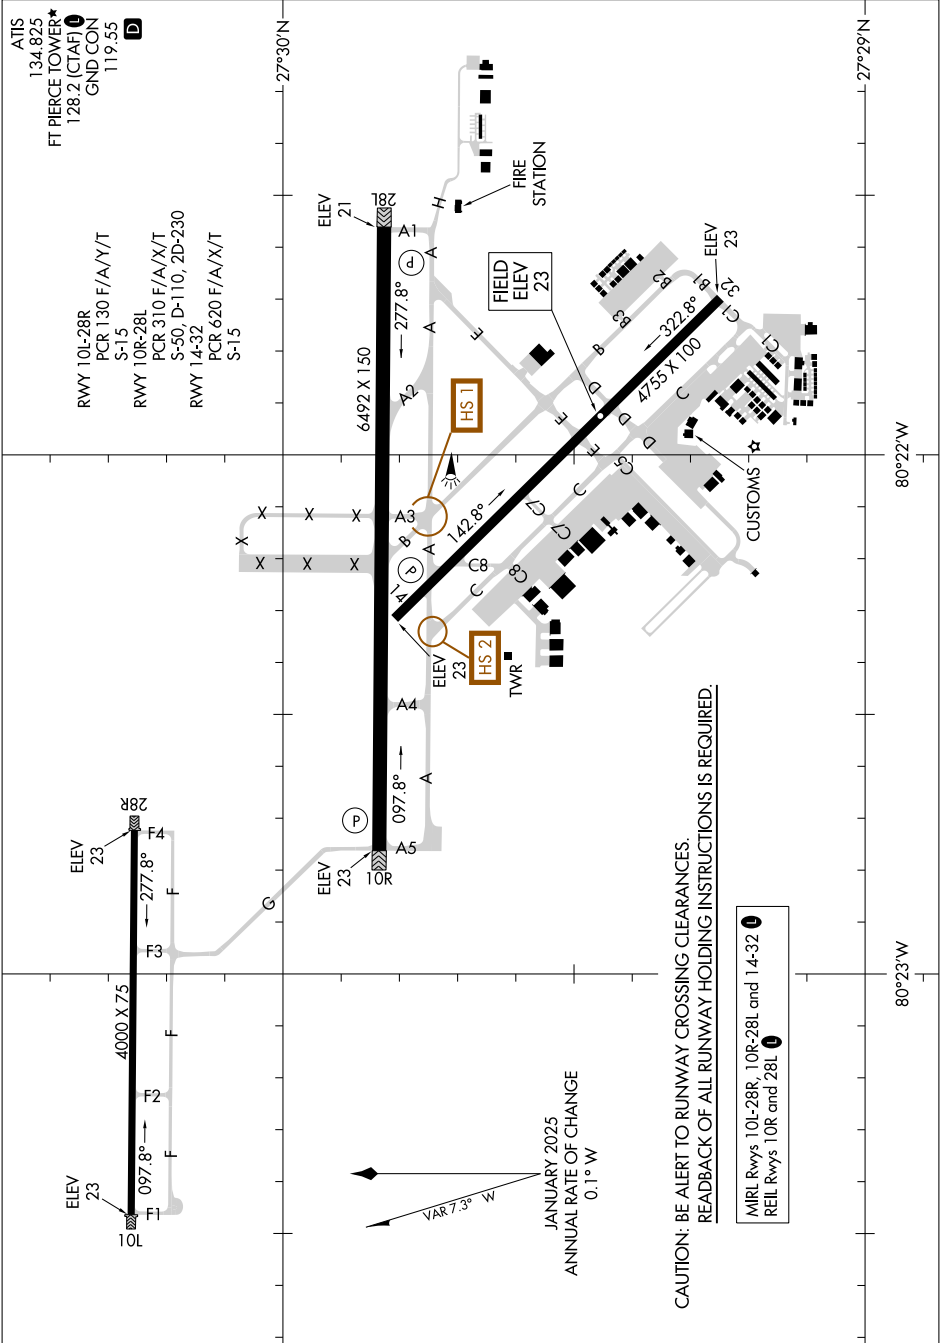 ATIS
134.825
FT PIERCE TOWER★
128.2 (CTAF) L
GND CON
119.55
D
RWY 10L-28R
PCR 130 F/A/Y/T
S-15
RWY 10R-28L
PCR 310 F/A/X/T
S-50, D-110, 2D-230
RWY 14-32
PCR 620 F/A/X/T
S-15
27°30'N
27°29'N
80°22'W
80°23'W
ELEV
23
10L
F1
097.8°
F
F2
F
4000 X 75
F3
277.8°
F
F4
28R
ELEV
23
G
ELEV
23
10R
A5
P
097.8°
A
A4
ELEV
23
HS 2
TWR
14
P
A
B
A3
HS 1
X
X
X
X
X
X
X
6492 X 150
A2
277.8°
A
P
A
A1
28L
ELEV
21
H
FIRE
STATION
FIELD
ELEV
23
E
E
E
142.8°
C
C8
C8
C7
C7
C
C5
D
D
D
C
B
B3
B2
B1
322.8°
4755 X 100
32
ELEV
23
C1
C1
CUSTOMS
VAR 7.3° W
JANUARY 2025
ANNUAL RATE OF CHANGE
0.1° W
CAUTION: BE ALERT TO RUNWAY CROSSING CLEARANCES.
READBACK OF ALL RUNWAY HOLDING INSTRUCTIONS IS REQUIRED.
MIRL Rwys 10L-28R, 10R-28L and 14-32 L
REIL Rwys 10R and 28L L